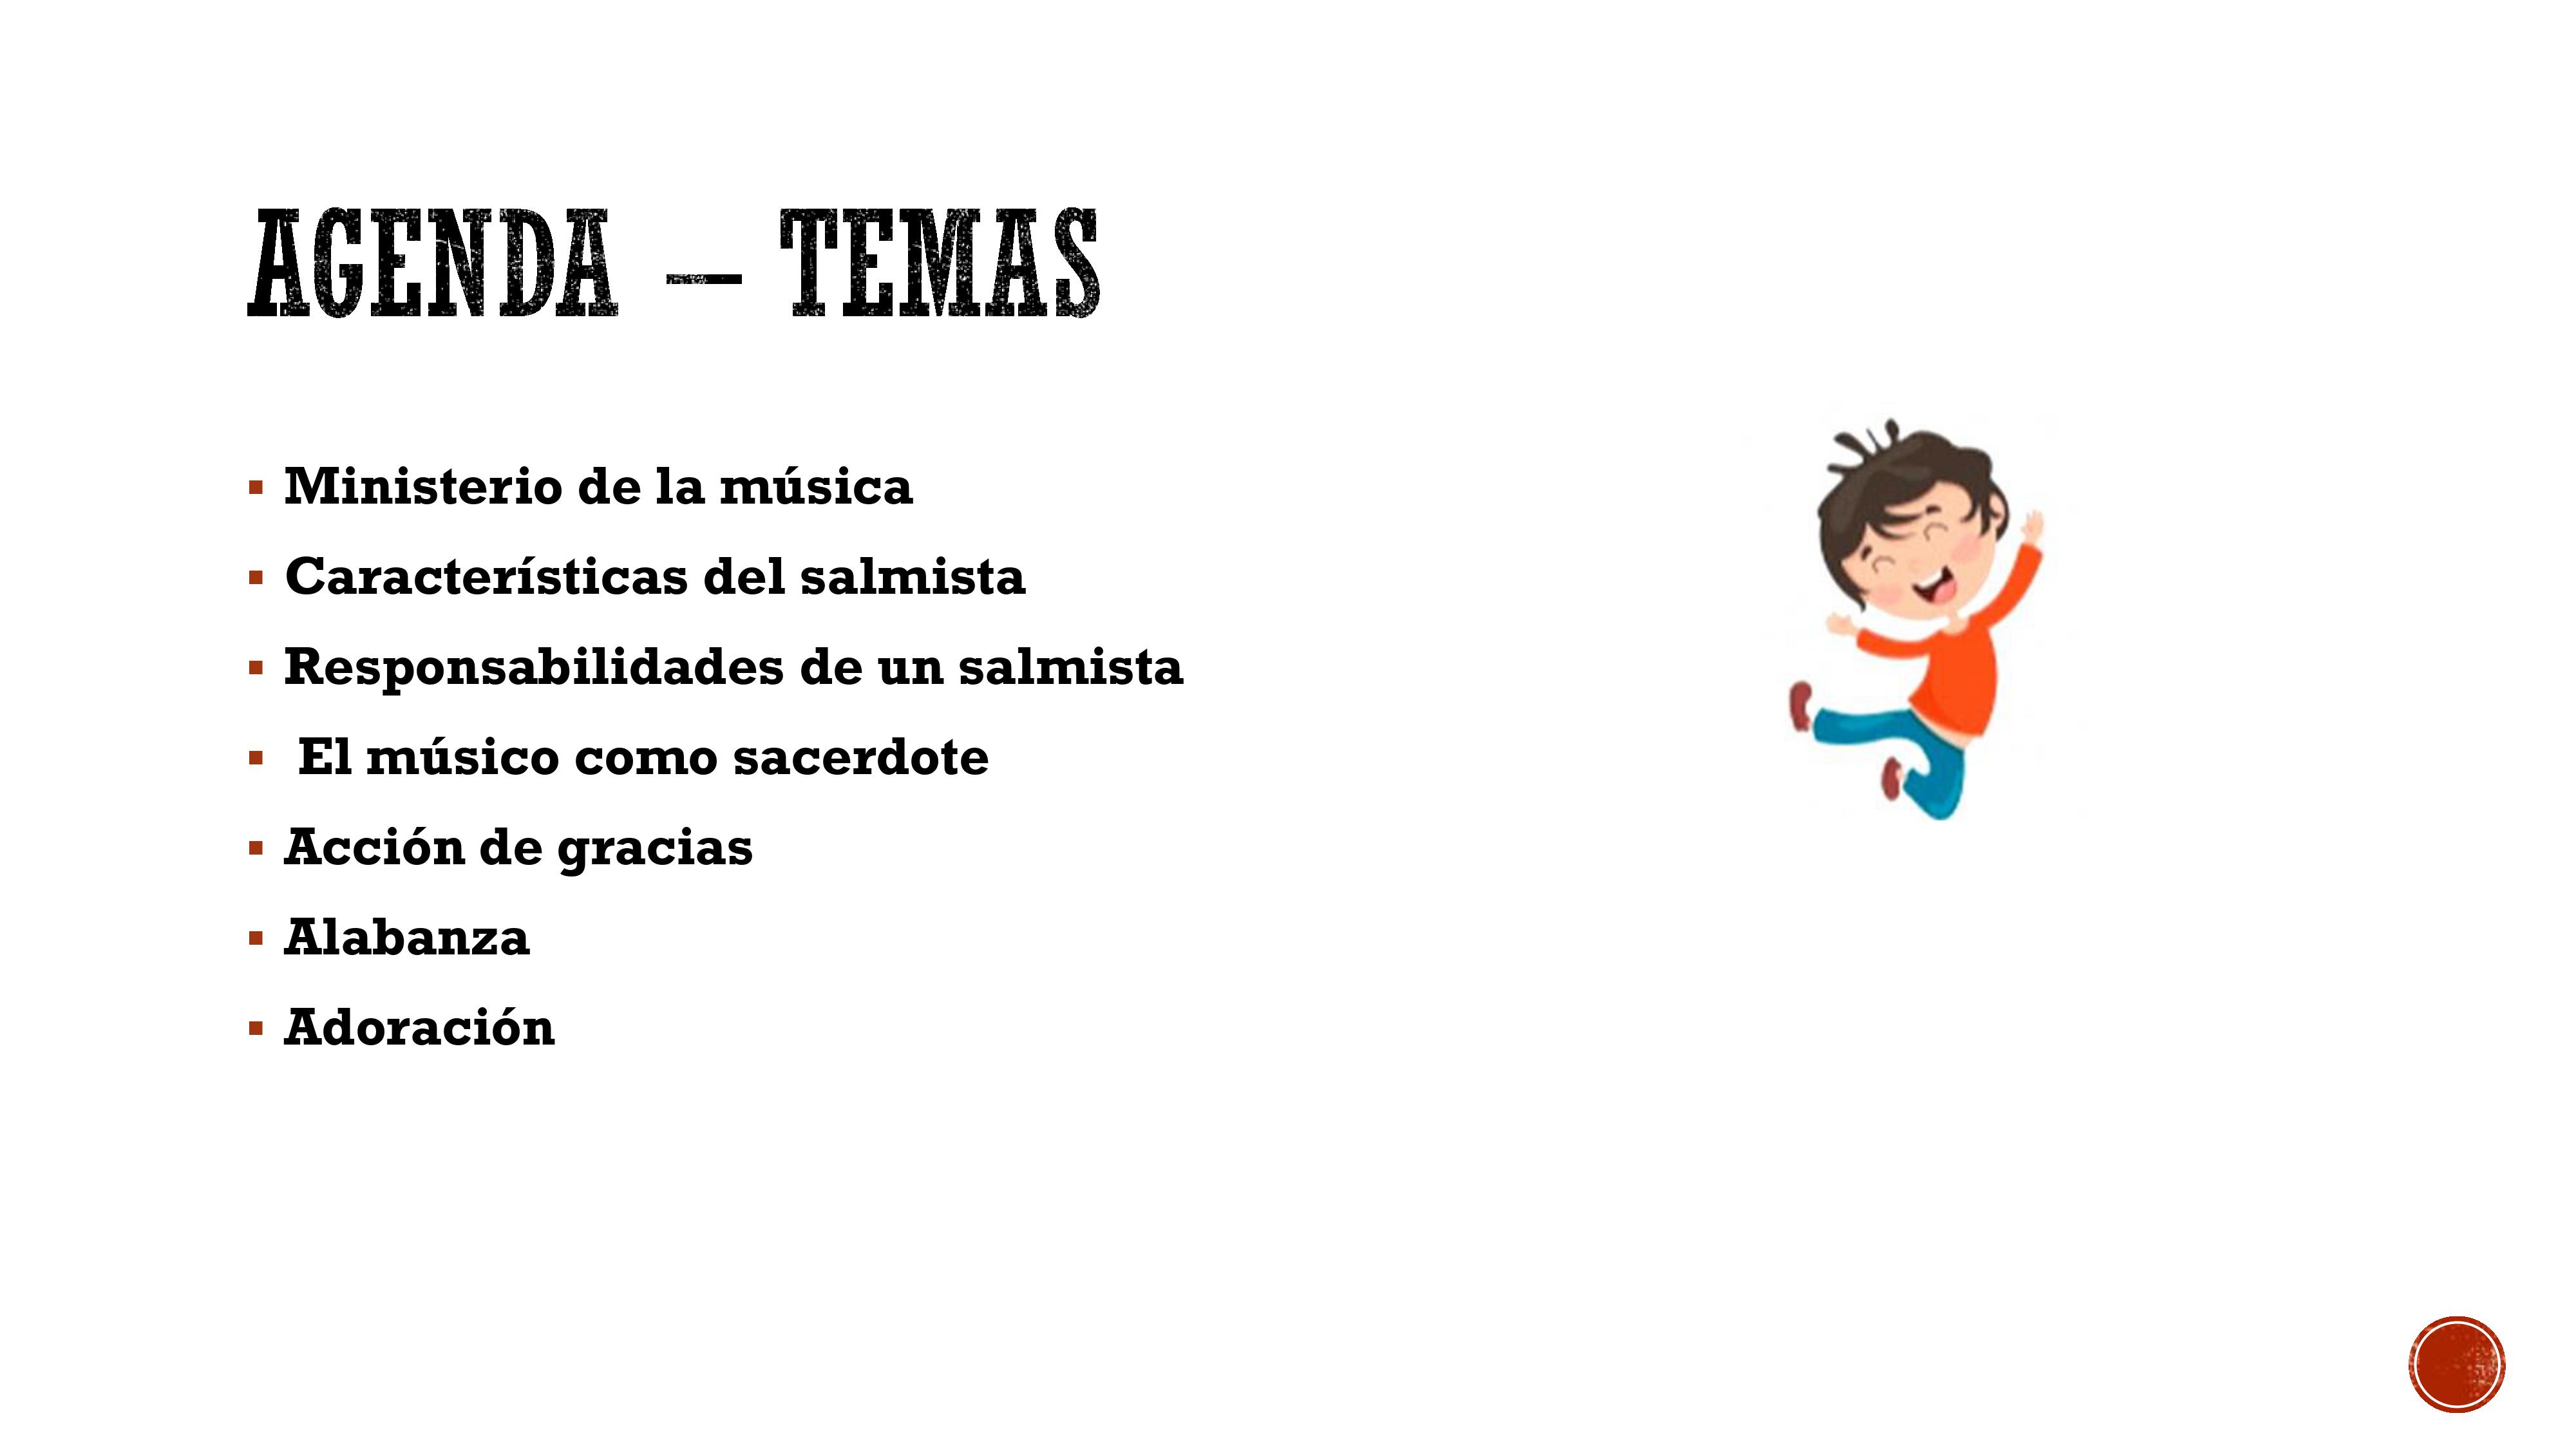 AGENDA – TEMAS
▪ Ministerio de la música
▪ Características del salmista
▪ Responsabilidades de un salmista
▪ El músico como sacerdote
▪ Acción de gracias
▪ Alabanza
▪ Adoración